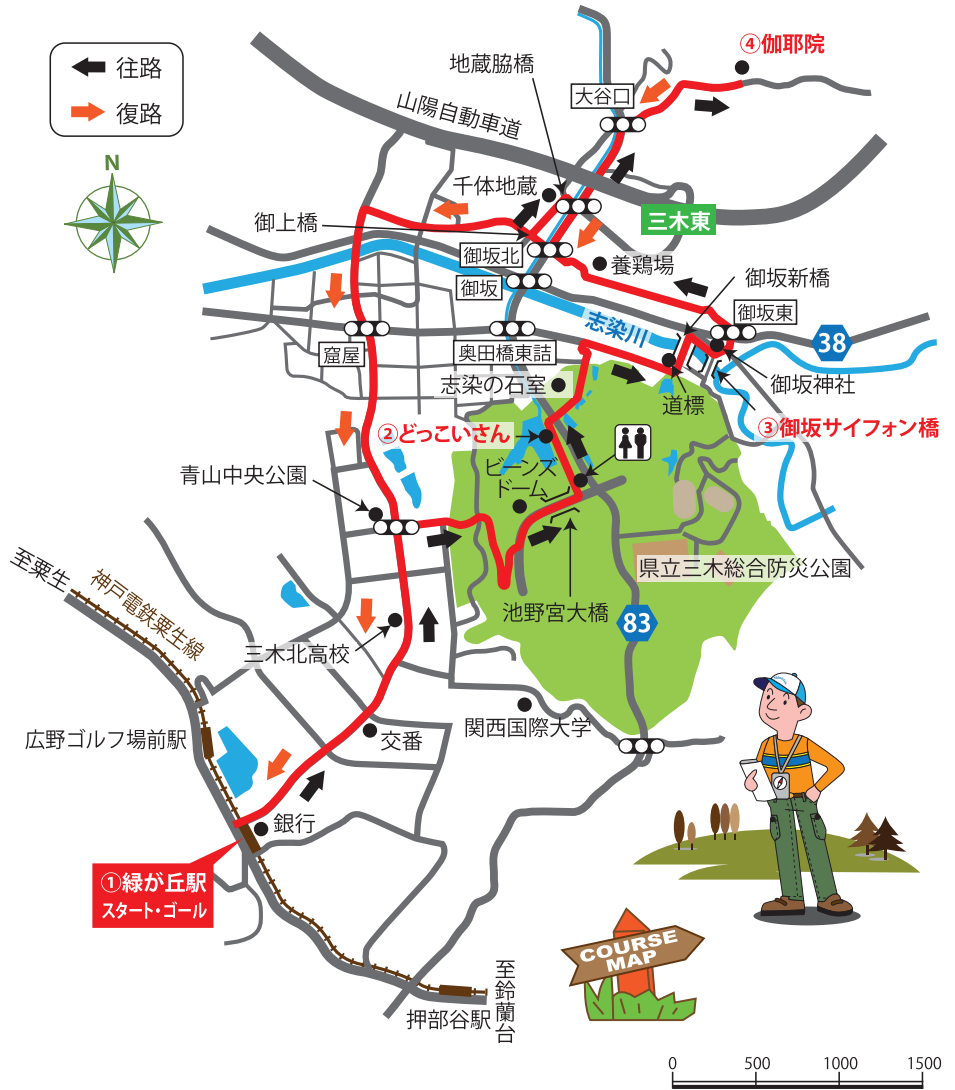 ④伽耶院
往路
復路
地蔵脇橋
大谷口
山陽自動車道
N
千体地蔵
三木東
御上橋
御坂北
養鶏場
御坂
御坂新橋
御坂東
志染川
38
窟屋
奥田橋東詰
志染の石室
道標
御坂神社
③御坂サイフォン橋
②どっこいさん
ビーンズ
ドーム
青山中央公園
至粟生
神戸電鉄粟生線
県立三木総合防災公園
池野宮大橋
83
三木北高校
関西国際大学
広野ゴルフ場前駅
交番
銀行
①緑が丘駅
スタート・ゴール
COURSE
MAP
至鈴蘭台
押部谷駅
0 500 1000 1500